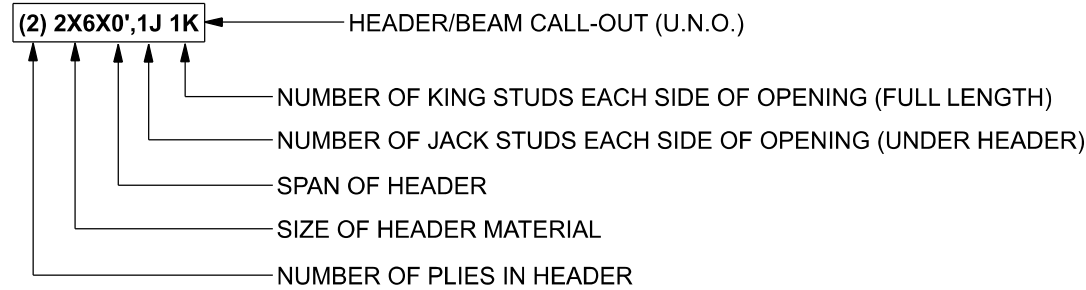 (2) 2X6X0',1J 1K HEADER/BEAM CALL-OUT (U.N.O.)
NUMBER OF KING STUDS EACH SIDE OF OPENING (FULL LENGTH)
NUMBER OF JACK STUDS EACH SIDE OF OPENING (UNDER HEADER)
SPAN OF HEADER
SIZE OF HEADER MATERIAL
NUMBER OF PLIES IN HEADER